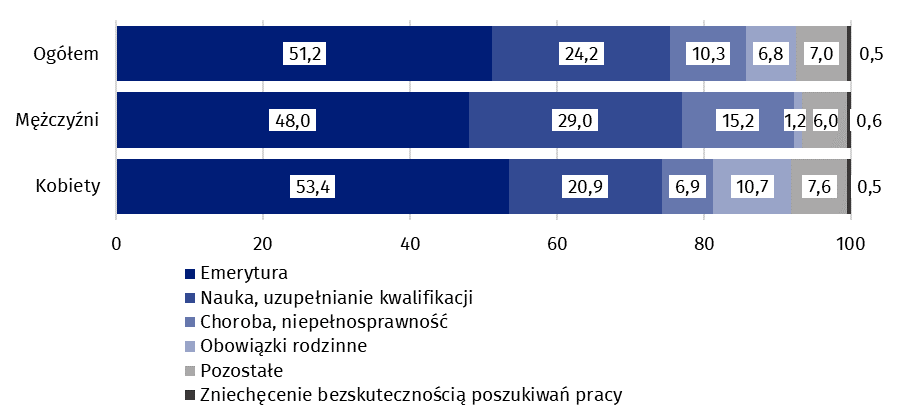 Ogółem 51,2 24,2 10,3 6,8 7,0 0,5
Mężczyźni 48,0 29,0 15,2 1,2 6,0 0,6
Kobiety 53,4 20,9 6,9 10,7 7,6 0,5
0 20 40 60 80 100
Emerytura
Nauka, uzupełnianie kwalifikacji
Choroba, niepełnosprawność
Obowiązki rodzinne
Pozostałe
Zniechęcenie bezskutecznością poszukiwań pracy